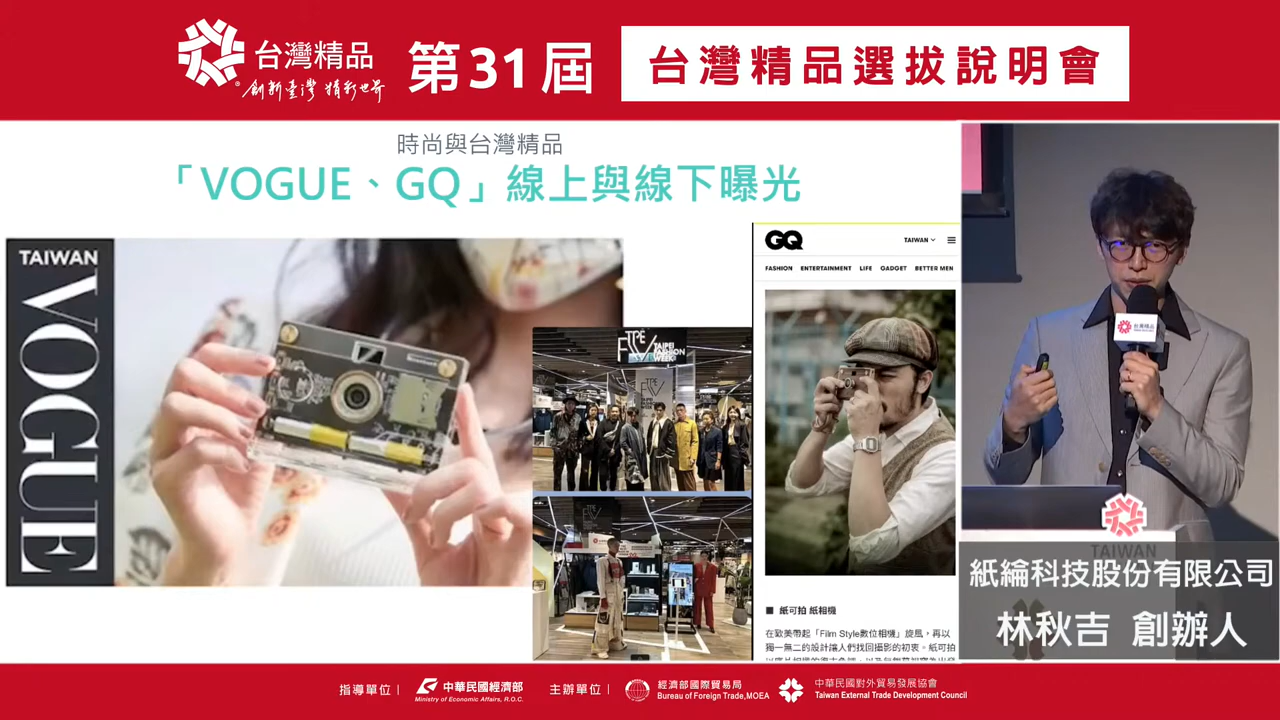 台灣精品
創新臺灣 精彩世界
第31屆
台灣精品選拔說明會
時尚與台灣精品
「VOGUE、GQ」線上與線下曝光
TAIWAN
VOGUE
TPE
TAIPEI
FASHION
WEEK
GQ
TAIWAN
FASHION ENTERTAINMENT LIFE GADGET BETTER MEN
■ 紙可拍 紙相機
在歐美帶起「Film Style數位相機」旋風,再以
獨一無二的設計讓人們找回攝影的初衷。紙可拍
台灣精品
TAIWAN
紙綸科技股份有限公司
林秋吉 創辦人
指導單位
中華民國經濟部
Ministry of Economic Affairs, R.O.C.
主辦單位
經濟部國際貿易局
Bureau of Foreign Trade,MOEA
中華民國對外貿易發展協會
Taiwan External Trade Development Council